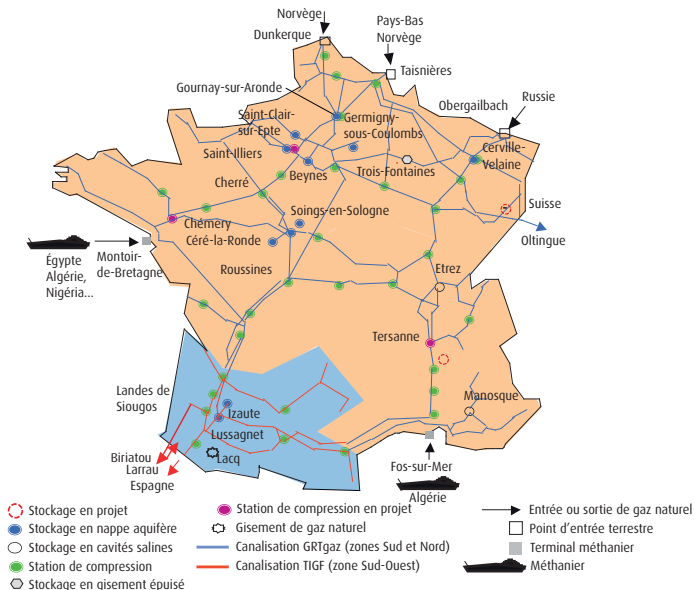 Norvège
Pays-Bas
Norvège
Dunkerque
Taisnières
Gournay-sur-Aronde
Obergailbach
Russie
Saint-Clair-
sur-Epte
Germigny-
sous-Coulombs
Cerville-
Velaine
Saint-Illiers
Beynes
Trois-Fontaines
Cherré
Suisse
Soings-en-Sologne
Chémery
Oltingue
Céré-la-Ronde
Égypte
Algérie,
Nigéria...
Montoir-
de-Bretagne
Roussines
Etrez
Tersanne
Landes de
Siougos
Izaute
Manosque
Lussagnet
Biriatou
Larrau
Espagne
Lacq
Fos-sur-Mer
Algérie
Stockage en projet
Stockage en nappe aquifère
Stockage en cavités salines
Station de compression
Stockage en gisement épuisé
Station de compression en projet
Gisement de gaz naturel
Canalisation GRTgaz (zones Sud et Nord)
Canalisation TIGF (zone Sud-Ouest)
Entrée ou sortie de gaz naturel
Point d'entrée terrestre
Terminal méthanier
Méthanier